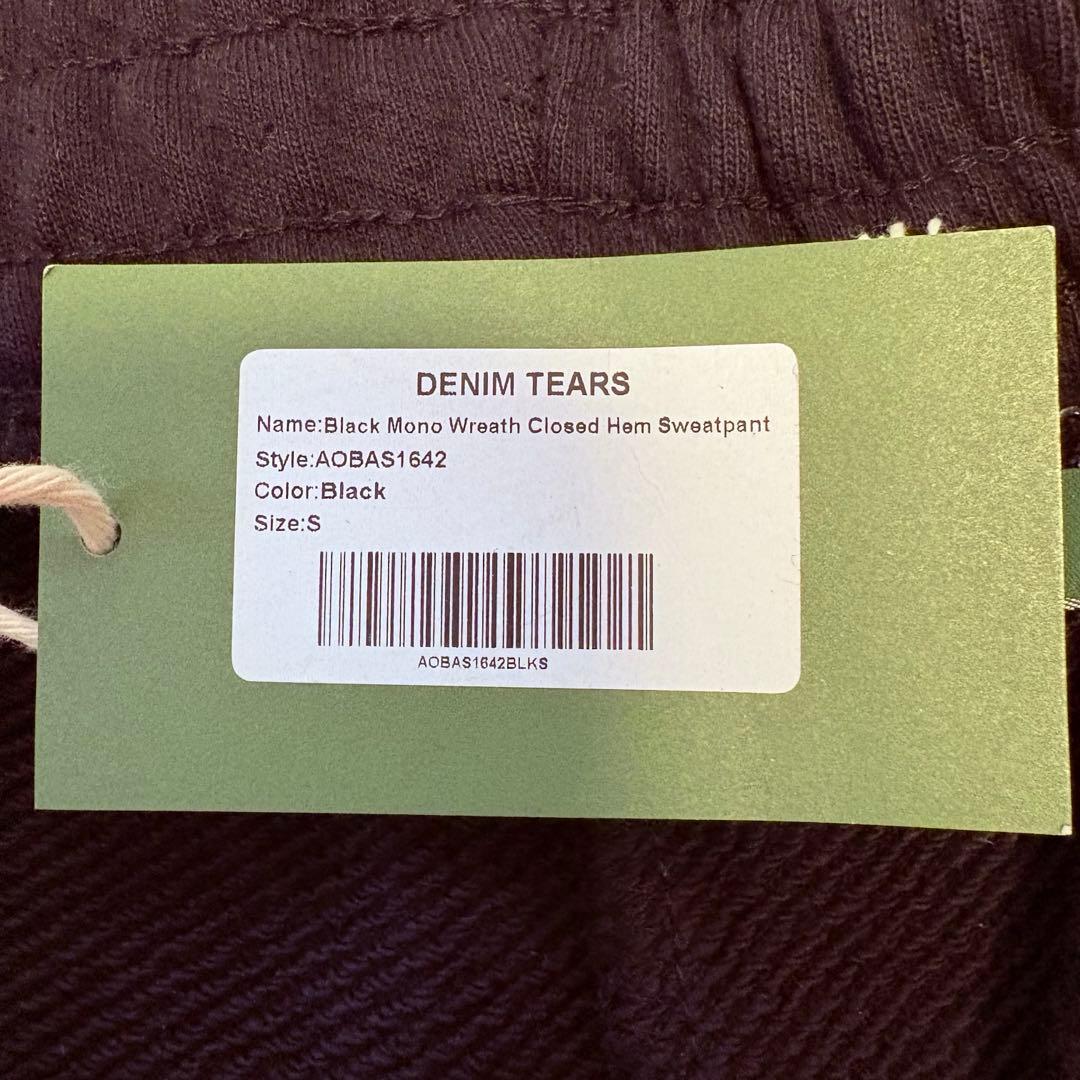 DENIM TEARS
Name:Black Mono Wreath Closed Hem Sweatpant
Style:AOBAS1642
Color:Black
Size:S
AOBAS1642BLKS